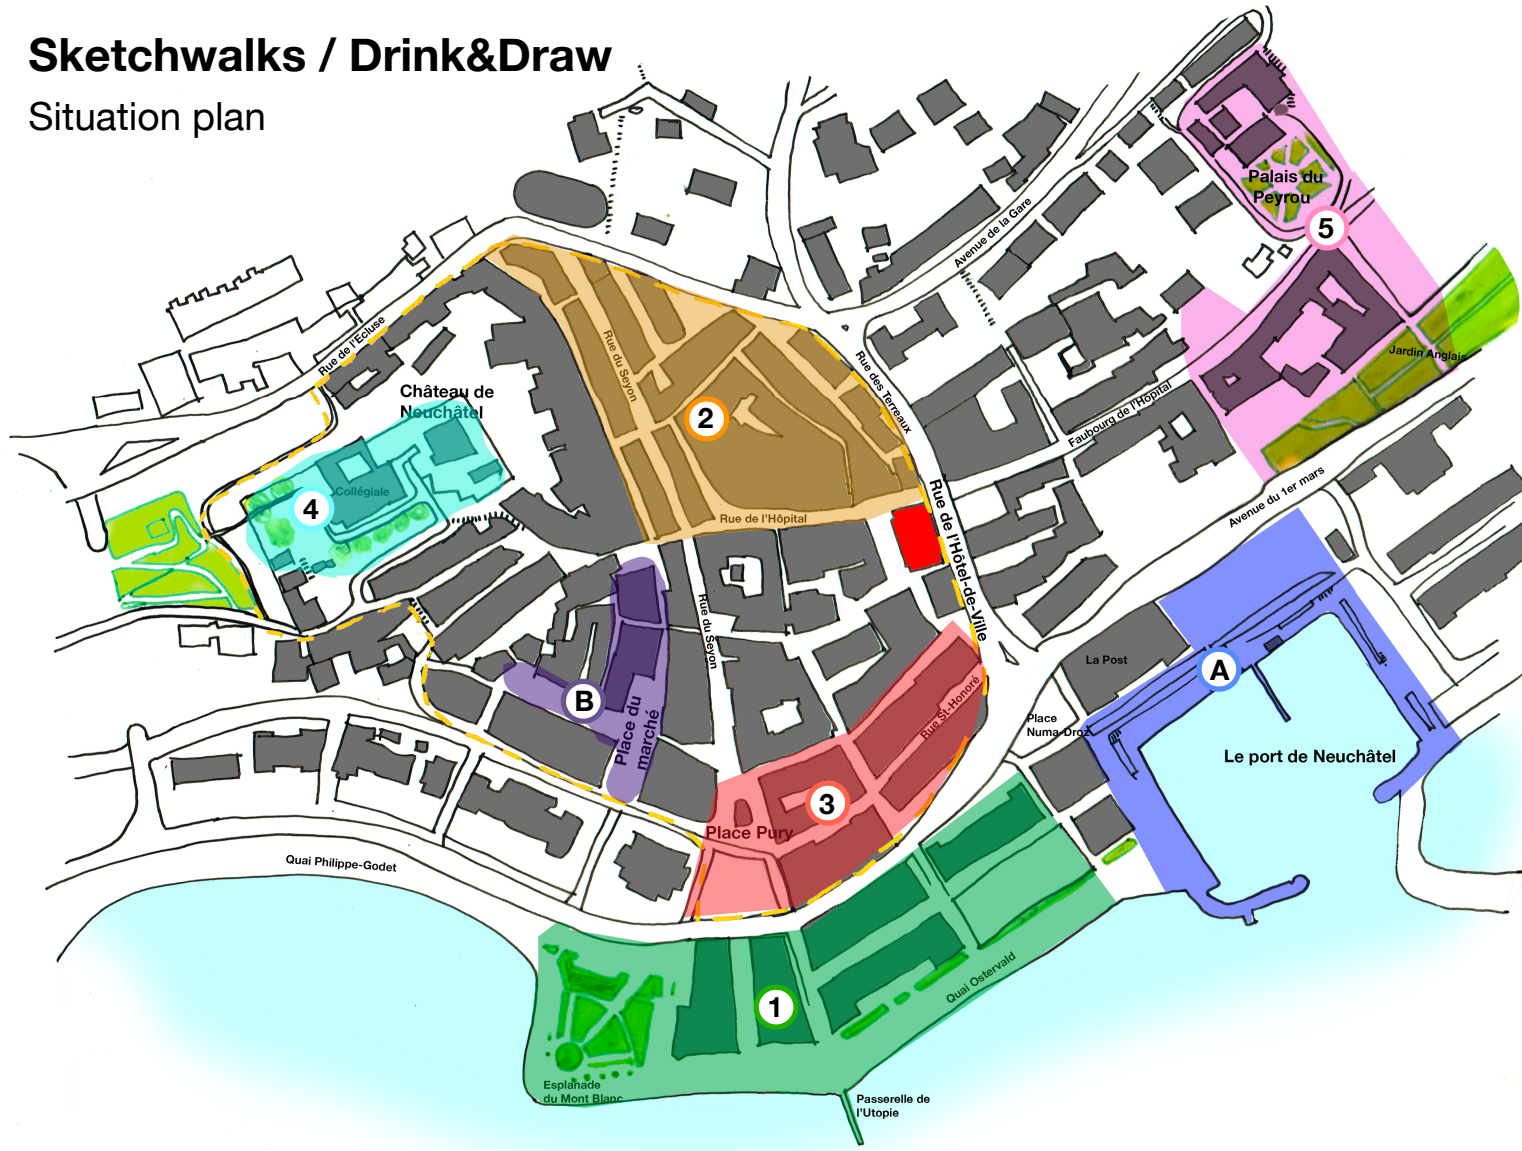 Sketchwalks / Drink&Draw
Situation plan
Palais du
Peyrou
5
Avenue de la Gare
Rue de l'Ecluse
Rue du Seyon
Rue des Terreaux
Jardin Anglais
Château de
Neuchâtel
2
Faubourg de l'Hôpital
Collégiale
4
Rue de l'Hôpital
Rue de l'Hôtel-de-Ville
Avenue du 1er mars
Rue du Seyon
La Post
A
B
Place du
marché
Rue St-Honoré
Place
Numa-Droz
Le port de Neuchâtel
3
Place Pury
Quai Philippe-Godet
1
Quai Ostervald
Esplanade
du Mont Blanc
Passerelle de
l'Utopie